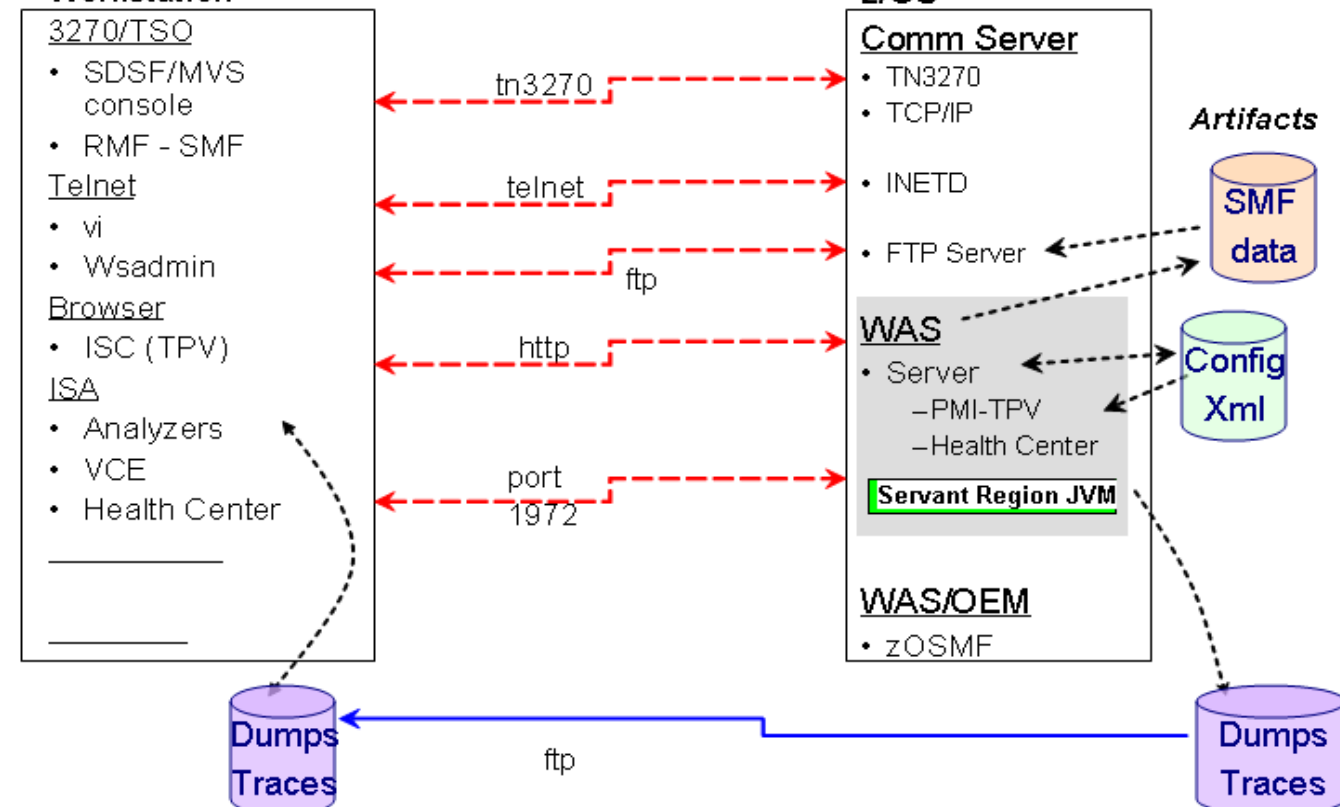 Workstation
3270/TSO
• SDSF/MVS
console
• RMF - SMF
Telnet
• vi
• Wsadmin
Browser
• ISC (TPV)
ISA
• Analyzers
• VCE
• Health Center
tn3270
telnet
ftp
http
port
1972
Comm Server
• TN3270
• TCP/IP
• INETD
• FTP Server
WAS
• Server
–PMI-TPV
–Health Center
Servant Region JVM
WAS/OEM
• zOSMF
Artifacts
SMF
data
Config
Xml
Dumps
Traces
ftp
Dumps
Traces